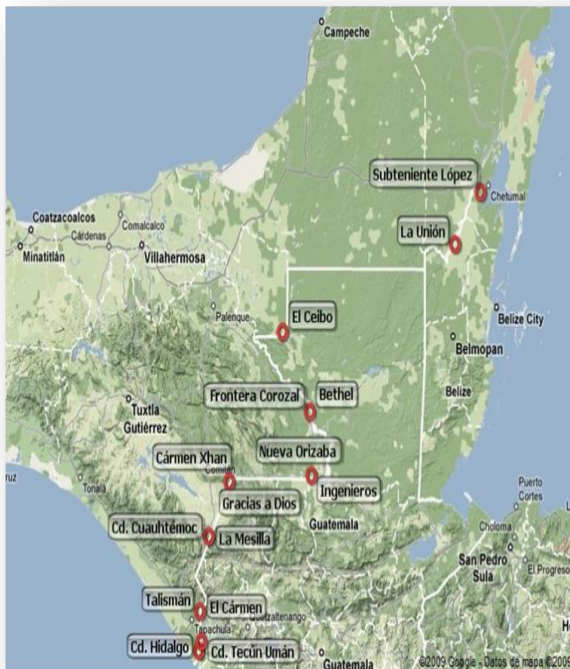 Campeche
Subteniente López
Chetumal
La Unión
Coatzacoalcos
Comalcalco
Cárdenas
Minatitlán
Villahermosa
El Ceibo
Palenque
Belize City
Belmopan
Frontera Corozal
Bethel
Belize
Tuxtla
Gutiérrez
Nueva Orizaba
Cármen Xhan
Comitán
Ingenieros
ruz
Tonalá
Gracias a Dios
Puerto
Cortes
Cd. Cuauhtémoc
La Mesilla
Guatemala
Choloma
San Pedro
Sula
El Progreso
Talismán
El Cármen
Quetzaltenango
Tapachula
Cd. Hidalgo
Cd. Tecún Umán
Guatemala
©2009 Google - Datos de mapa ©2009